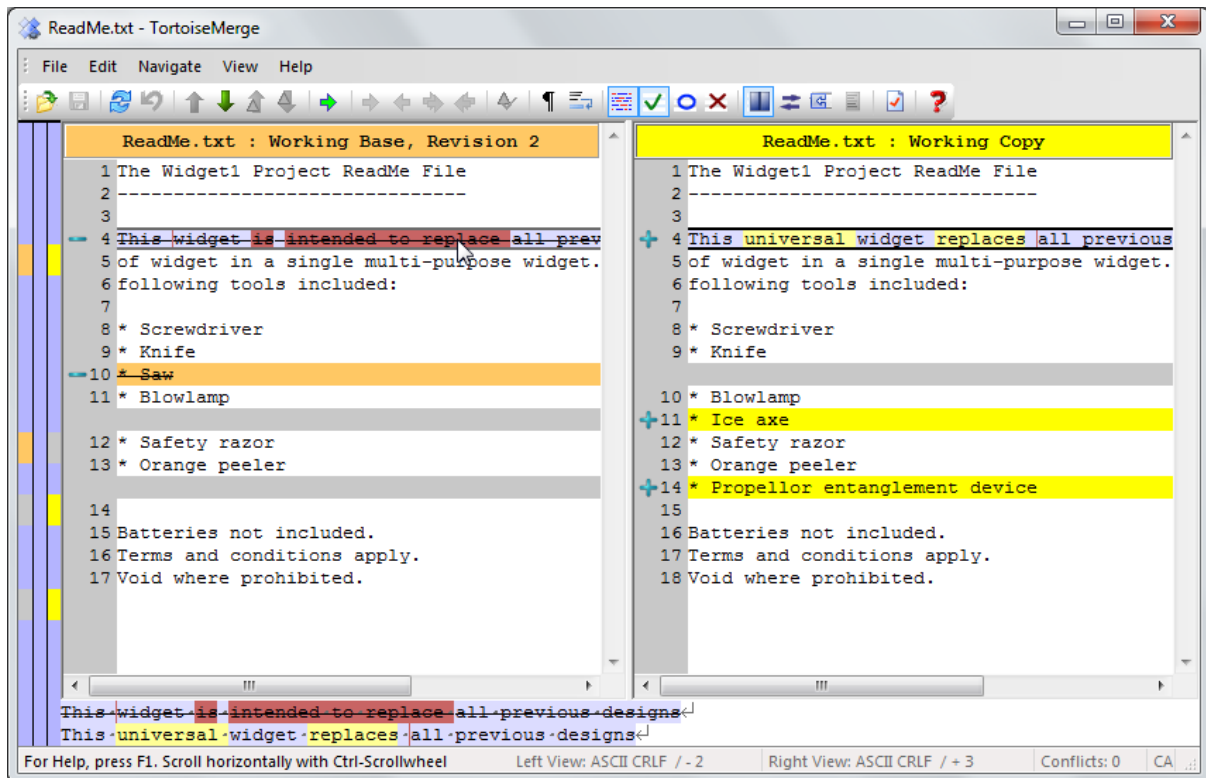 ReadMe.txt - TortoiseMerge
File Edit Navigate View Help
ReadMe.txt : Working Base, Revision 2
1 The Widget1 Project ReadMe File
2 -------------------------------
3
4 This widget is intended to replace all prev
5 of widget in a single multi-purpose widget.
6 following tools included:
7
8 * Screwdriver
9 * Knife
10 * Saw
11 * Blowlamp
12 * Safety razor
13 * Orange peeler
14
15 Batteries not included.
16 Terms and conditions apply.
17 Void where prohibited.
ReadMe.txt : Working Copy
1 The Widget1 Project ReadMe File
2 -------------------------------
3
4 This universal widget replaces all previous
5 of widget in a single multi-purpose widget.
6 following tools included:
7
8 * Screwdriver
9 * Knife
10 * Blowlamp
11 * Ice axe
12 * Safety razor
13 * Orange peeler
14 * Propellor entanglement device
15
16 Batteries not included.
17 Terms and conditions apply.
18 Void where prohibited.
This·widget·is·intended·to·replace·all·previous·designs↵
This·universal·widget·replaces·all·previous·designs↵
For Help, press F1. Scroll horizontally with Ctrl-Scrollwheel Left View: ASCII CRLF / - 2 Right View: ASCII CRLF / + 3 Conflicts: 0 CA